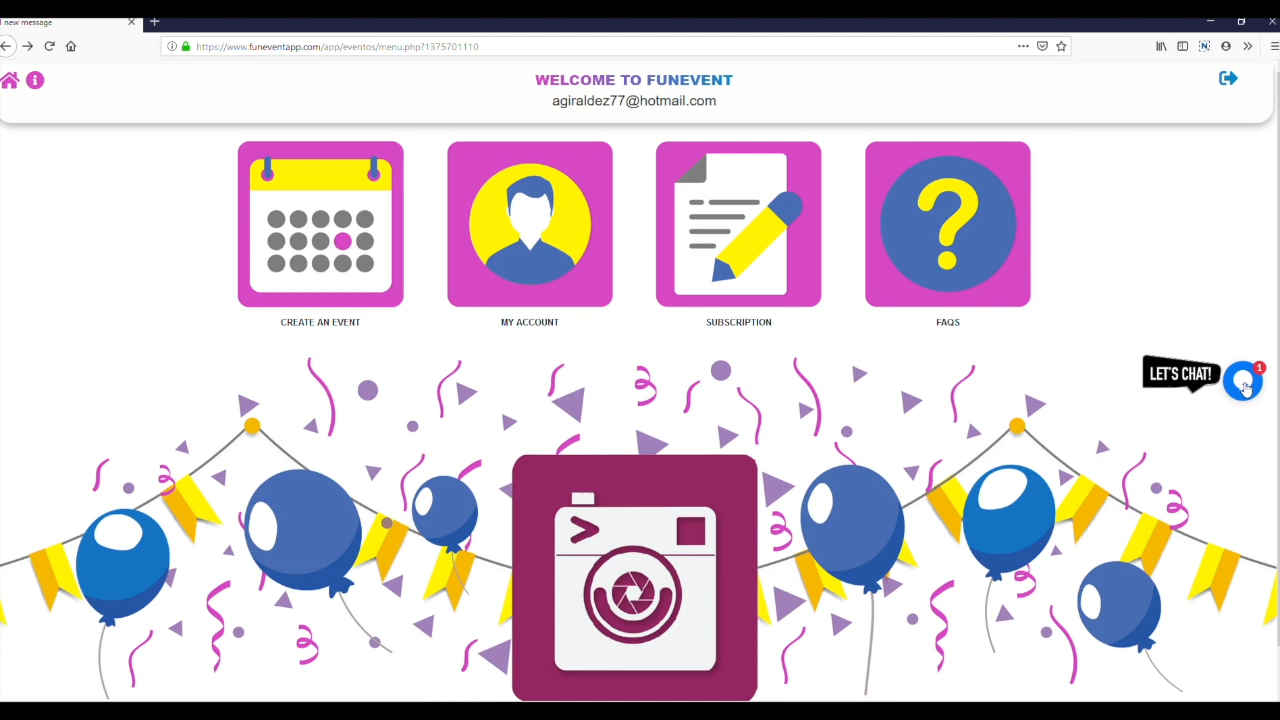 new message
https://www.funeventapp.com/app/eventos/menu.php?1375701110
WELCOME TO FUNEVENT
agiraldez77@hotmail.com
CREATE AN EVENT
MY ACCOUNT
SUBSCRIPTION
FAQS
LET'S CHAT!
1